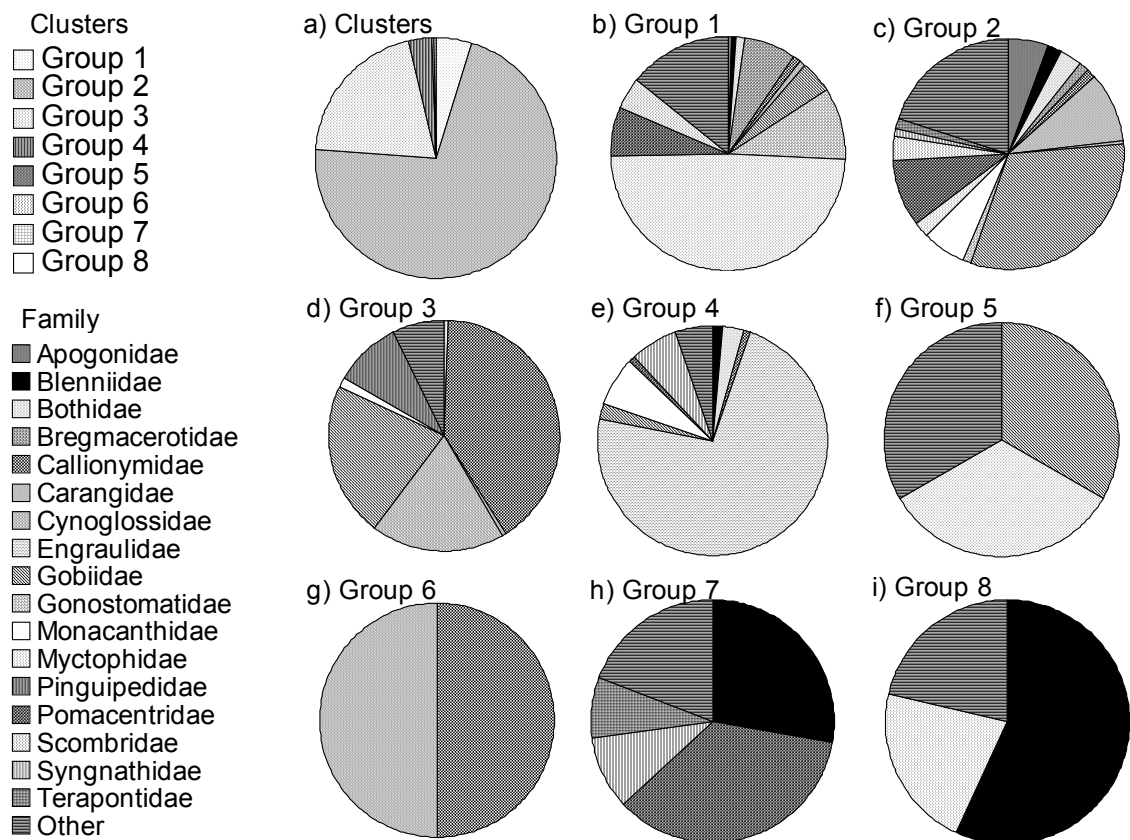 Clusters
Group 1
Group 2
Group 3
Group 4
Group 5
Group 6
Group 7
Group 8
Family
Apogonidae
Blenniidae
Bothidae
Bregmacerotidae
Callionymidae
Carangidae
Cynoglossidae
Engraulidae
Gobiidae
Gonostomatidae
Monacanthidae
Myctophidae
Pinguipedidae
Pomacentridae
Scombridae
Syngnathidae
Terapontidae
Other
a) Clusters
b) Group 1
c) Group 2
d) Group 3
e) Group 4
f) Group 5
g) Group 6
h) Group 7
i) Group 8